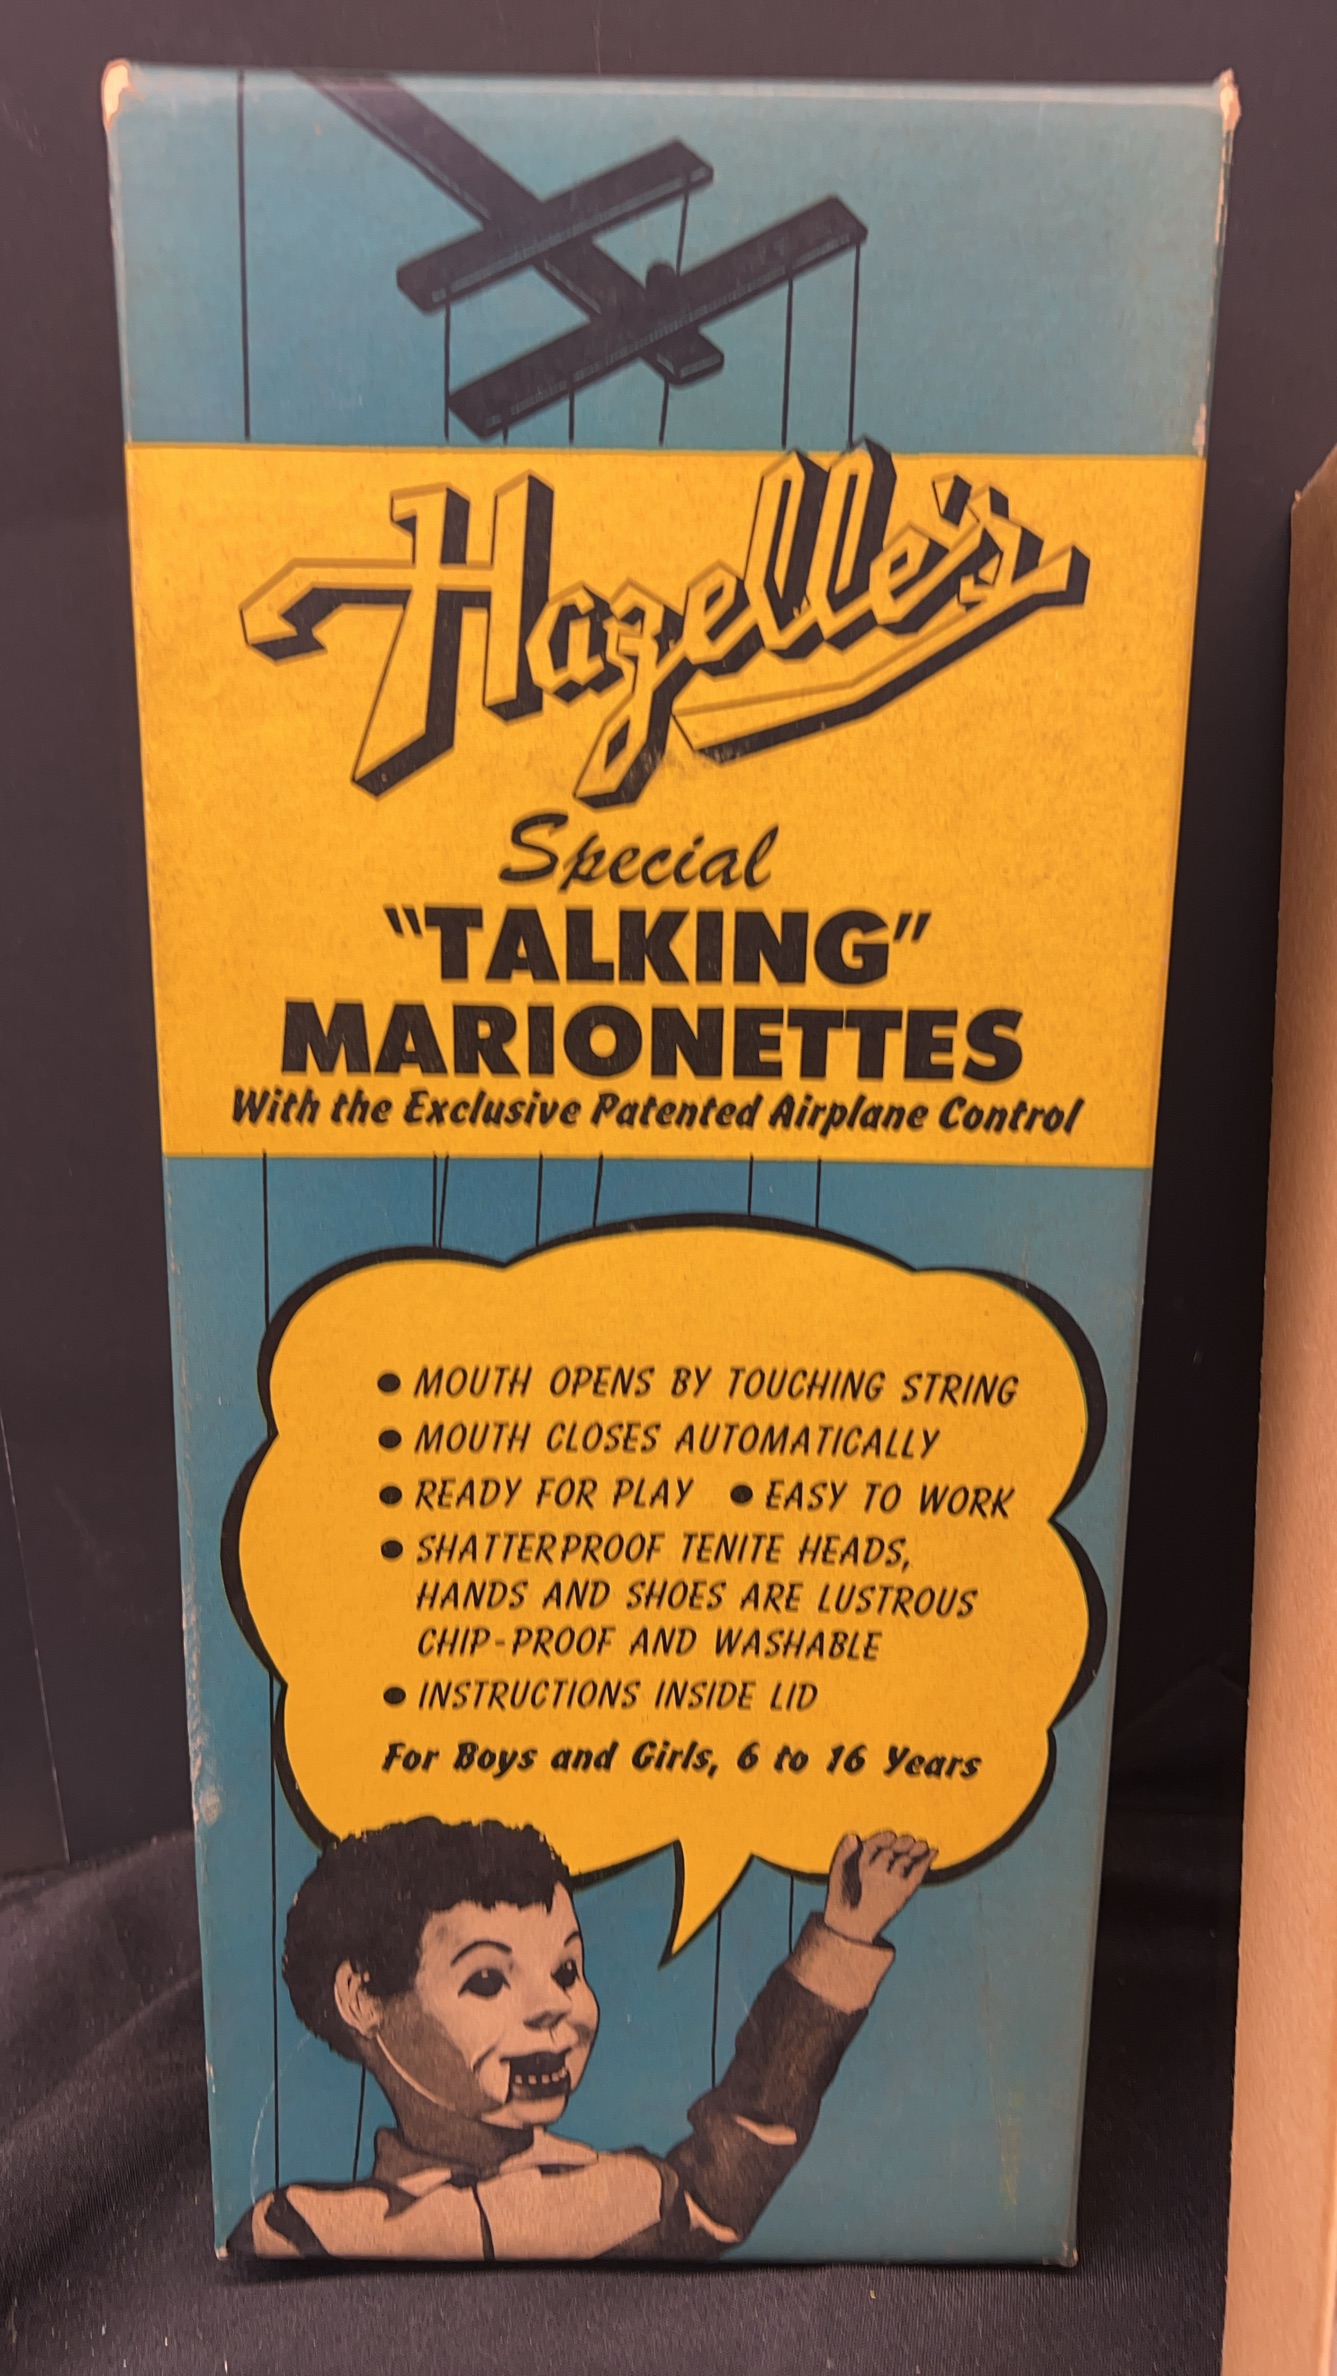 Hazelle's
Special
"TALKING"
MARIONETTES
With the Exclusive Patented Airplane Control
• MOUTH OPENS BY TOUCHING STRING
• MOUTH CLOSES AUTOMATICALLY
• READY FOR PLAY • EASY TO WORK
• SHATTERPROOF TENITE HEADS,
HANDS AND SHOES ARE LUSTROUS
CHIP-PROOF AND WASHABLE
• INSTRUCTIONS INSIDE LID
For Boys and Girls, 6 to 16 Years